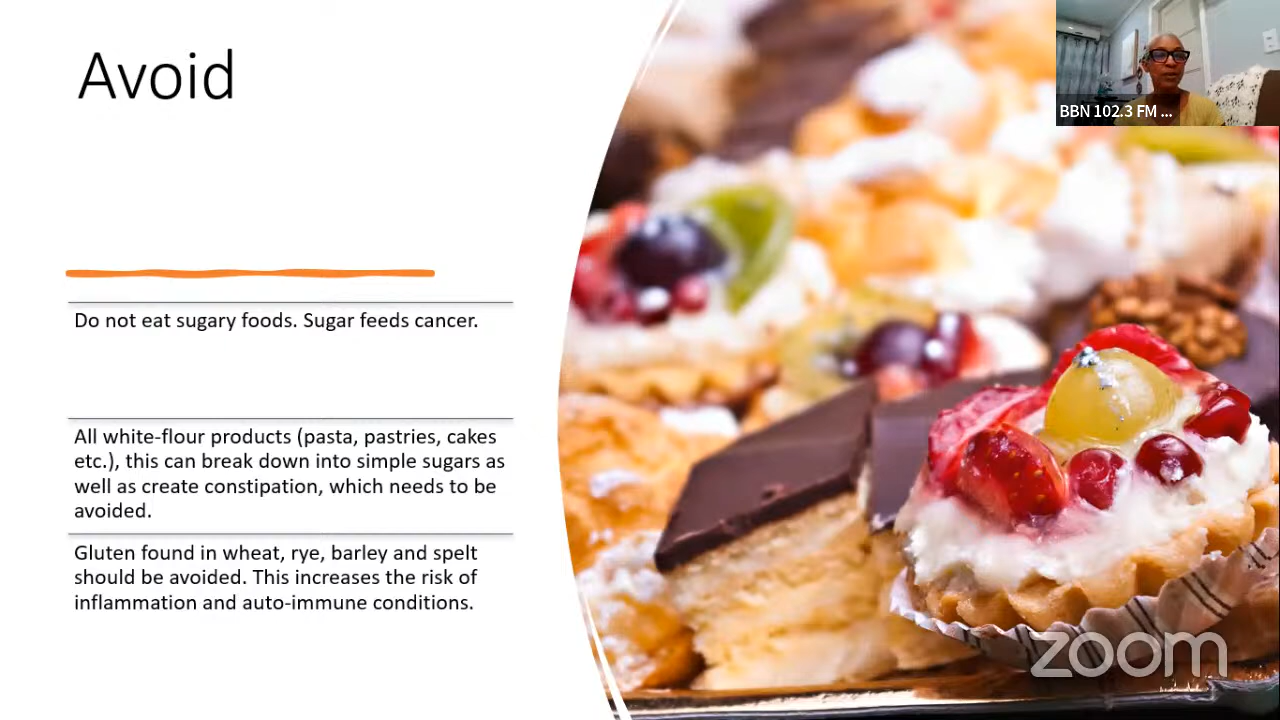 Avoid
BBN 102.3 FM ...
Do not eat sugary foods. Sugar feeds cancer.
All white-flour products (pasta, pastries, cakes
etc.), this can break down into simple sugars as
well as create constipation, which needs to be
avoided.
Gluten found in wheat, rye, barley and spelt
should be avoided. This increases the risk of
inflammation and auto-immune conditions.
zoom